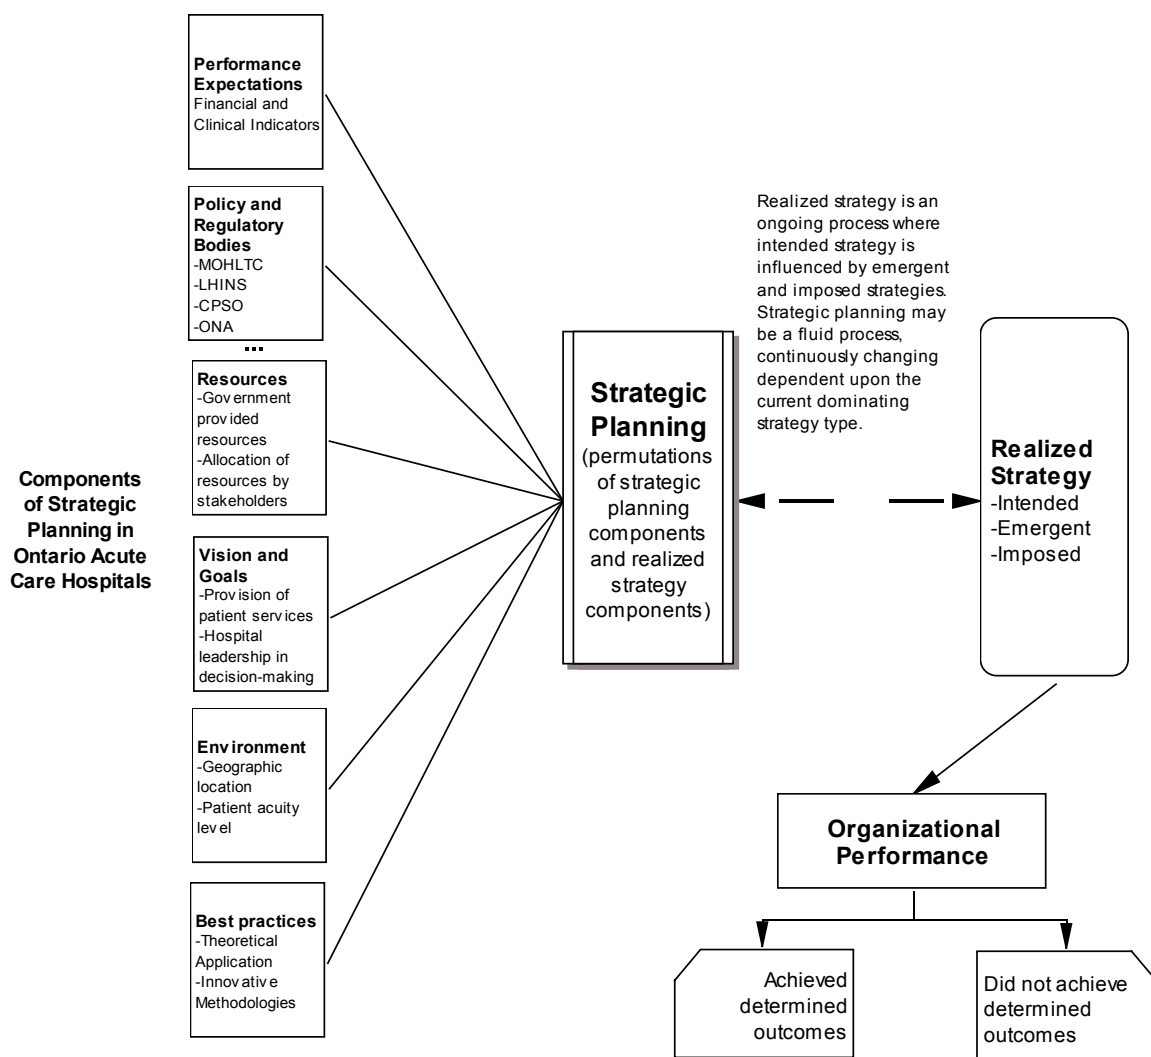 Performance
Expectations
Financial and
Clinical Indicators
Policy and
Regulatory
Bodies
-MOHLTC
-LHINS
-CPSO
-ONA
...
Resources
-Government
provided
resources
-Allocation of
resources by
stakeholders
Components
of Strategic
Planning in
Ontario Acute
Care Hospitals
Vision and
Goals
-Provision of
patient services
-Hospital
leadership in
decision-making
Environment
-Geographic
location
-Patient acuity
level
Best practices
-Theoretical
Application
-Innovative
Methodologies
Strategic
Planning
(permutations
of strategic
planning
components
and realized
strategy
components)
Realized strategy is an
ongoing process where
intended strategy is
influenced by emergent
and imposed strategies.
Strategic planning may
be a fluid process,
continuously changing
dependent upon the
current dominating
strategy type.
Realized
Strategy
-Intended
-Emergent
-Imposed
Organizational
Performance
Achieved
determined
outcomes
Did not achieve
determined
outcomes